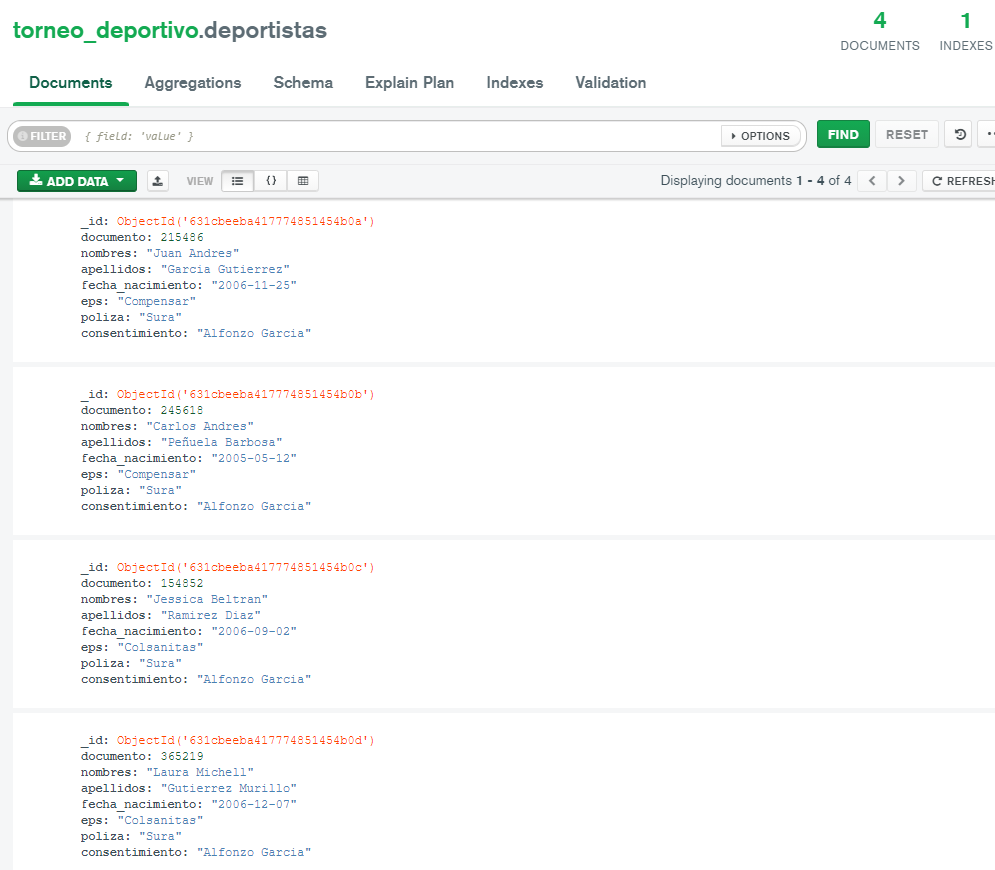 torneo_deportivo.deportistas
4
DOCUMENTS
1
INDEXES
Documents
Aggregations
Schema
Explain Plan
Indexes
Validation
FILTER
{ field: 'value' }
OPTIONS
FIND
RESET
ADD DATA
VIEW
{}
Displaying documents 1 - 4 of 4
REFRESH
_id: ObjectId('631cbeeba417774851454b0a')
documento: 215486
nombres: "Juan Andres"
apellidos: "Garcia Gutierrez"
fecha_nacimiento: "2006-11-25"
eps: "Compensar"
poliza: "Sura"
consentimiento: "Alfonzo Garcia"
_id: ObjectId('631cbeeba417774851454b0b')
documento: 245618
nombres: "Carlos Andres"
apellidos: "Peñuela Barbosa"
fecha_nacimiento: "2005-05-12"
eps: "Compensar"
poliza: "Sura"
consentimiento: "Alfonzo Garcia"
_id: ObjectId('631cbeeba417774851454b0c')
documento: 154852
nombres: "Jessica Beltran"
apellidos: "Ramirez Diaz"
fecha_nacimiento: "2006-09-02"
eps: "Colsanitas"
poliza: "Sura"
consentimiento: "Alfonzo Garcia"
_id: ObjectId('631cbeeba417774851454b0d')
documento: 365219
nombres: "Laura Michell"
apellidos: "Gutierrez Murillo"
fecha_nacimiento: "2006-12-07"
eps: "Colsanitas"
poliza: "Sura"
consentimiento: "Alfonzo Garcia"